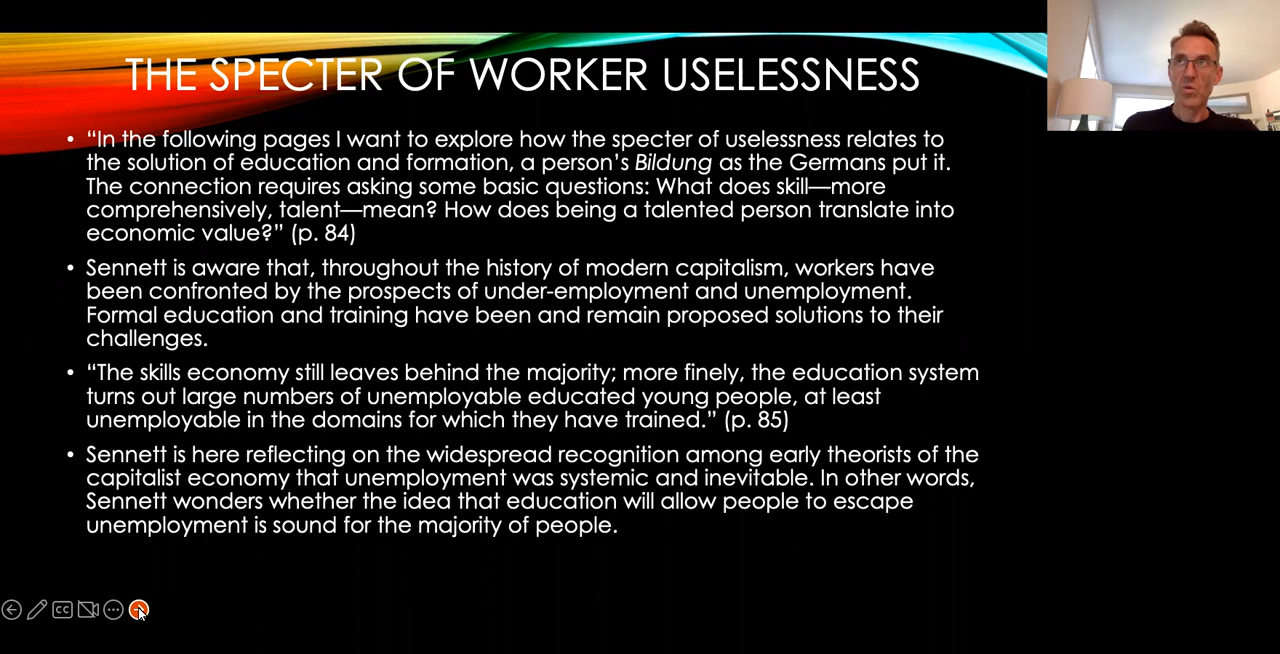 THE SPECTER OF WORKER USELESSNESS
• “In the following pages I want to explore how the specter of uselessness relates to
the solution of education and formation, a person’s Bildung as the Germans put it.
The connection requires asking some basic questions: What does skill—more
comprehensively, talent—mean? How does being a talented person translate into
economic value?” (p. 84)
• Sennett is aware that, throughout the history of modern capitalism, workers have
been confronted by the prospects of under-employment and unemployment.
Formal education and training have been and remain proposed solutions to their
challenges.
• “The skills economy still leaves behind the majority; more finely, the education system
turns out large numbers of unemployable educated young people, at least
unemployable in the domains for which they have trained.” (p. 85)
• Sennett is here reflecting on the widespread recognition among early theorists of the
capitalist economy that unemployment was systemic and inevitable. In other words,
Sennett wonders whether the idea that education will allow people to escape
unemployment is sound for the majority of people.
CC